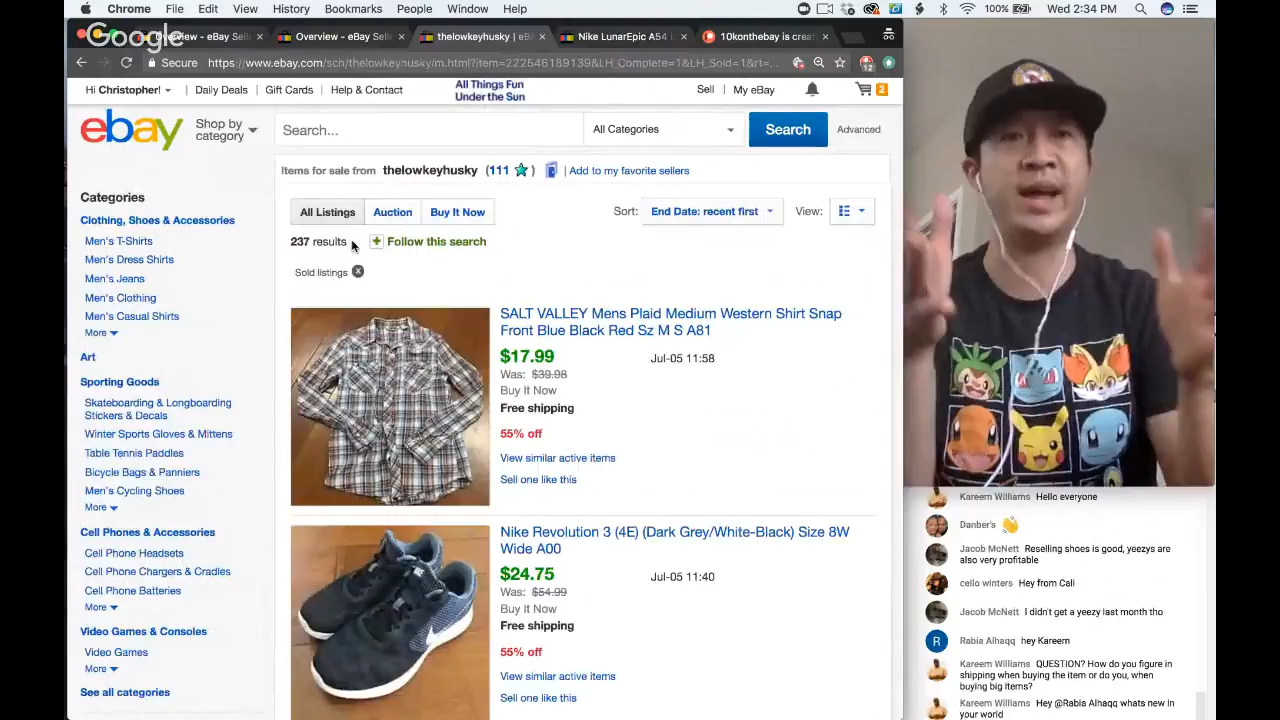 Chrome File Edit View History Bookmarks People Window Help
100% Wed 2:34 PM
Google
Overview - eBay Selle
Overview - eBay Selle
thelowkeyhusky | eB
Nike LunarEpic A54 L
10konthebay is creat
Secure https://www.ebay.com/sch/thelowkeyhusky/m.html?item=222546189139&LH_Complete=1&LH_Sold=1&rt=...
12
Hi Christopher!
Daily Deals
Gift Cards
Help & Contact
All Things Fun
Under the Sun
Sell
My eBay
2
ebay
Shop by
category
Search...
All Categories
Search
Advanced
Items for sale from thelowkeyhusky (111 ) | Add to my favorite sellers
All Listings
Auction
Buy It Now
Sort: End Date: recent first
View:
237 results
+ Follow this search
Sold listings
Categories
Clothing, Shoes & Accessories
Men's T-Shirts
Men's Dress Shirts
Men's Jeans
Men's Clothing
Men's Casual Shirts
More
Art
Sporting Goods
Skateboarding & Longboarding
Stickers & Decals
Winter Sports Gloves & Mittens
Table Tennis Paddles
Bicycle Bags & Panniers
Men's Cycling Shoes
More
Cell Phones & Accessories
Cell Phone Headsets
Cell Phone Chargers & Cradles
Cell Phone Batteries
More
Video Games & Consoles
Video Games
More
See all categories
SALT VALLEY Mens Plaid Medium Western Shirt Snap
Front Blue Black Red Sz M S A81
$17.99
Jul-05 11:58
Was: $39.98
Buy It Now
Free shipping
55% off
View similar active items
Sell one like this
Nike Revolution 3 (4E) (Dark Grey/White-Black) Size 8W
Wide A00
$24.75
Jul-05 11:40
Was: $54.99
Buy It Now
Free shipping
55% off
View similar active items
Sell one like this
Kareem Williams Hello everyone
Danber's 👋
Jacob McNett Reselling shoes is good, yeezys are
also very profitable
cello winters Hey from Cali
Jacob McNett I didn't get a yeezy last month tho
R Rabia Alhaqq hey Kareem
Kareem Williams QUESTION? How do you figure in
shipping when buying the item or do you, when
buying big items?
Kareem Williams Hey @Rabia Alhaqq whats new in
your world